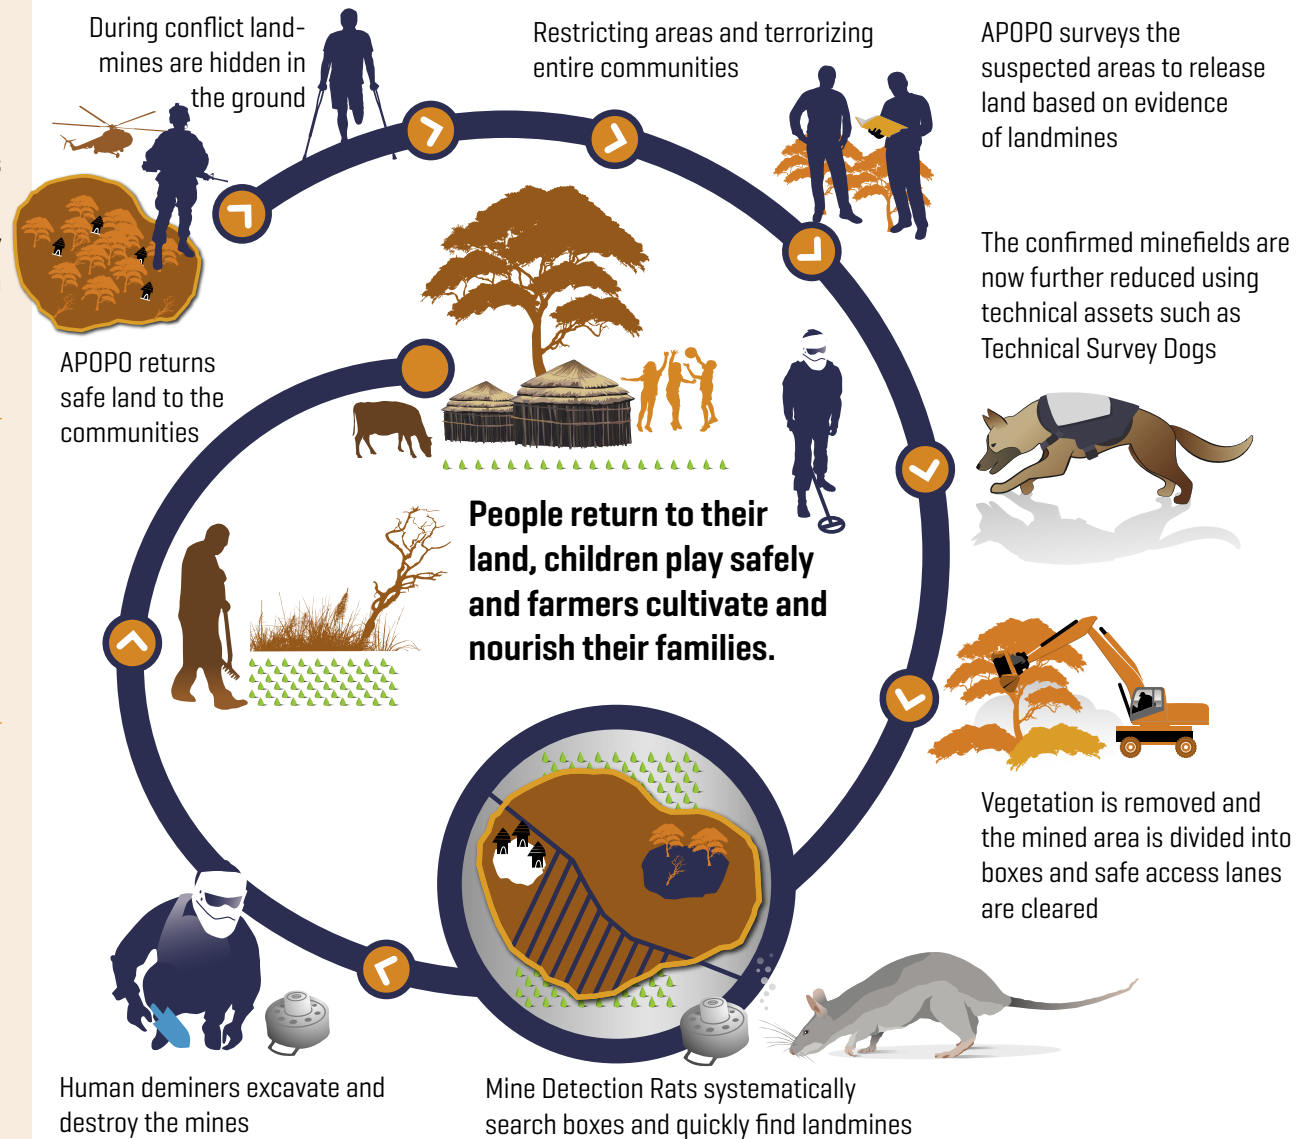 During conflict land-
mines are hidden in
the ground
Restricting areas and terrorizing
entire communities
APOPO surveys the
suspected areas to release
land based on evidence
of landmines
The confirmed minefields are
now further reduced using
technical assets such as
Technical Survey Dogs
Vegetation is removed and
the mined area is divided into
boxes and safe access lanes
are cleared
Mine Detection Rats systematically
search boxes and quickly find landmines
Human deminers excavate and
destroy the mines
APOPO returns
safe land to the
communities
People return to their
land, children play safely
and farmers cultivate and
nourish their families.